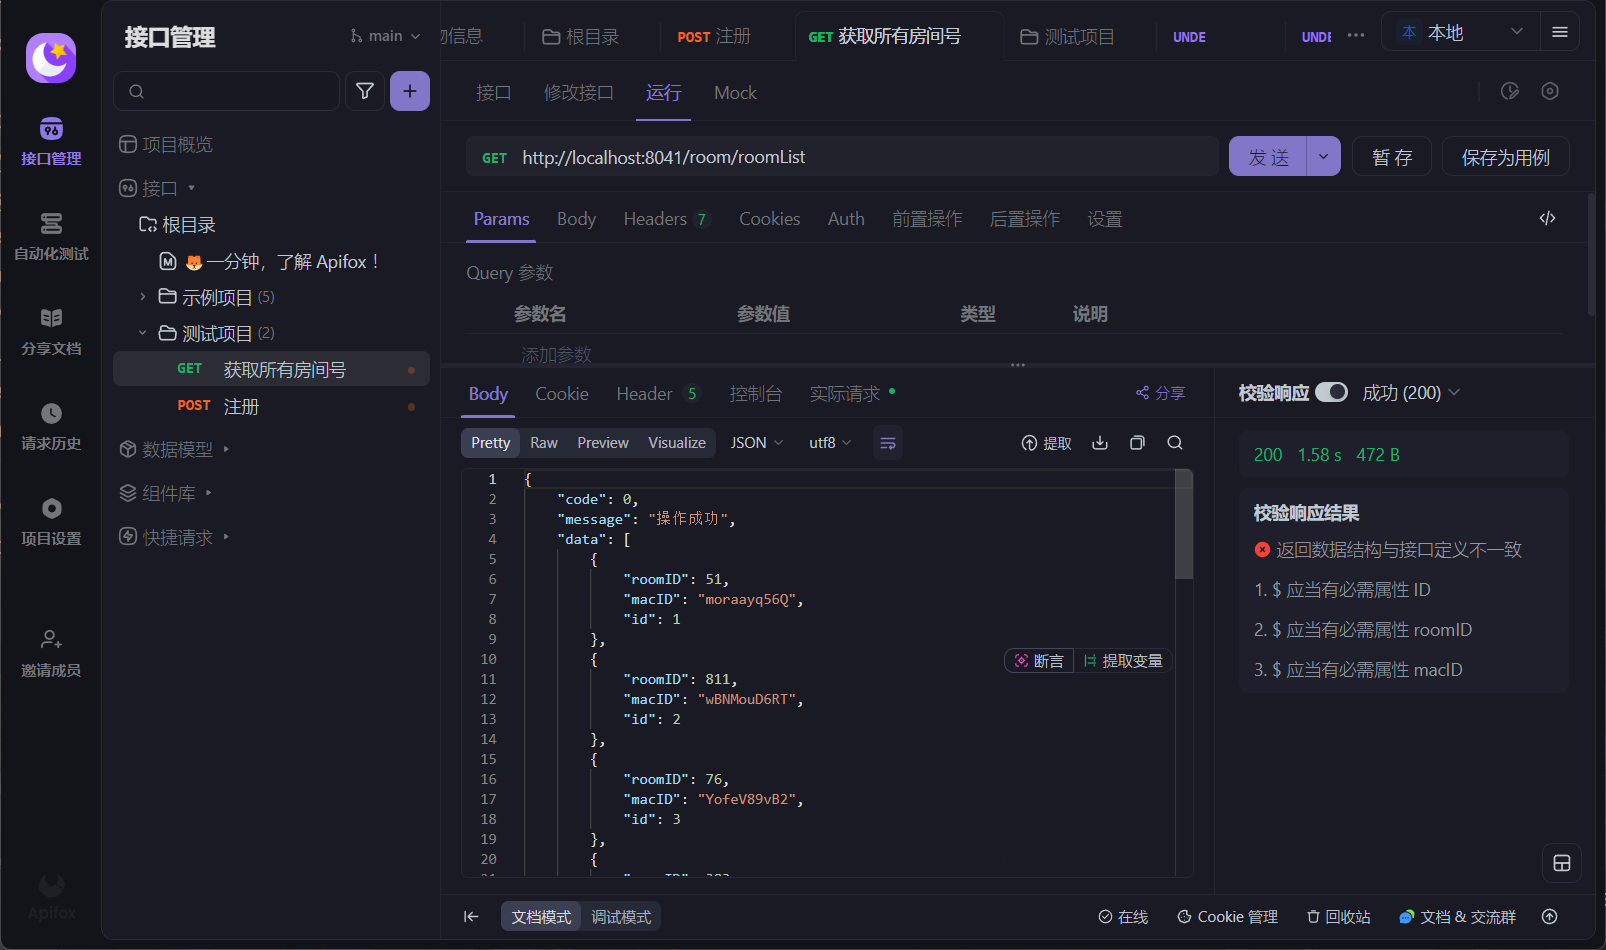 接口管理
main
接口管理
自动化测试
分享文档
请求历史
项目设置
邀请成员
Apifox
项目概览
接口
根目录
一分钟，了解 Apifox！
示例项目 (5)
测试项目 (2)
GET 获取所有房间号
POST 注册
数据模型
组件库
快捷请求
信息
根目录
POST 注册
GET 获取所有房间号
测试项目
UNDE
UNDE
本 本地
接口 修改接口 运行 Mock
GET http://localhost:8041/room/roomList
发 送
暂 存
保存为用例
Params Body Headers 7 Cookies Auth 前置操作 后置操作 设置
Query 参数
参数名 参数值 类型 说明
添加参数
Body Cookie Header 5 控制台 实际请求
分享
Pretty Raw Preview Visualize JSON utf8
提取
1 {
2 "code": 0,
3 "message": "操作成功",
4 "data": [
5 {
6 "roomID": 51,
7 "macID": "moraayq56Q",
8 "id": 1
9 },
10 {
11 "roomID": 811,
12 "macID": "wBNMouD6RT",
13 "id": 2
14 },
15 {
16 "roomID": 76,
17 "macID": "YofeV89vB2",
18 "id": 3
19 },
20 {
断言 提取变量
校验响应 成功 (200)
200 1.58 s 472 B
校验响应结果
返回数据结构与接口定义不一致
1. $ 应当有必需属性 ID
2. $ 应当有必需属性 roomID
3. $ 应当有必需属性 macID
文档模式 调试模式
在线
Cookie 管理
回收站
文档 & 交流群